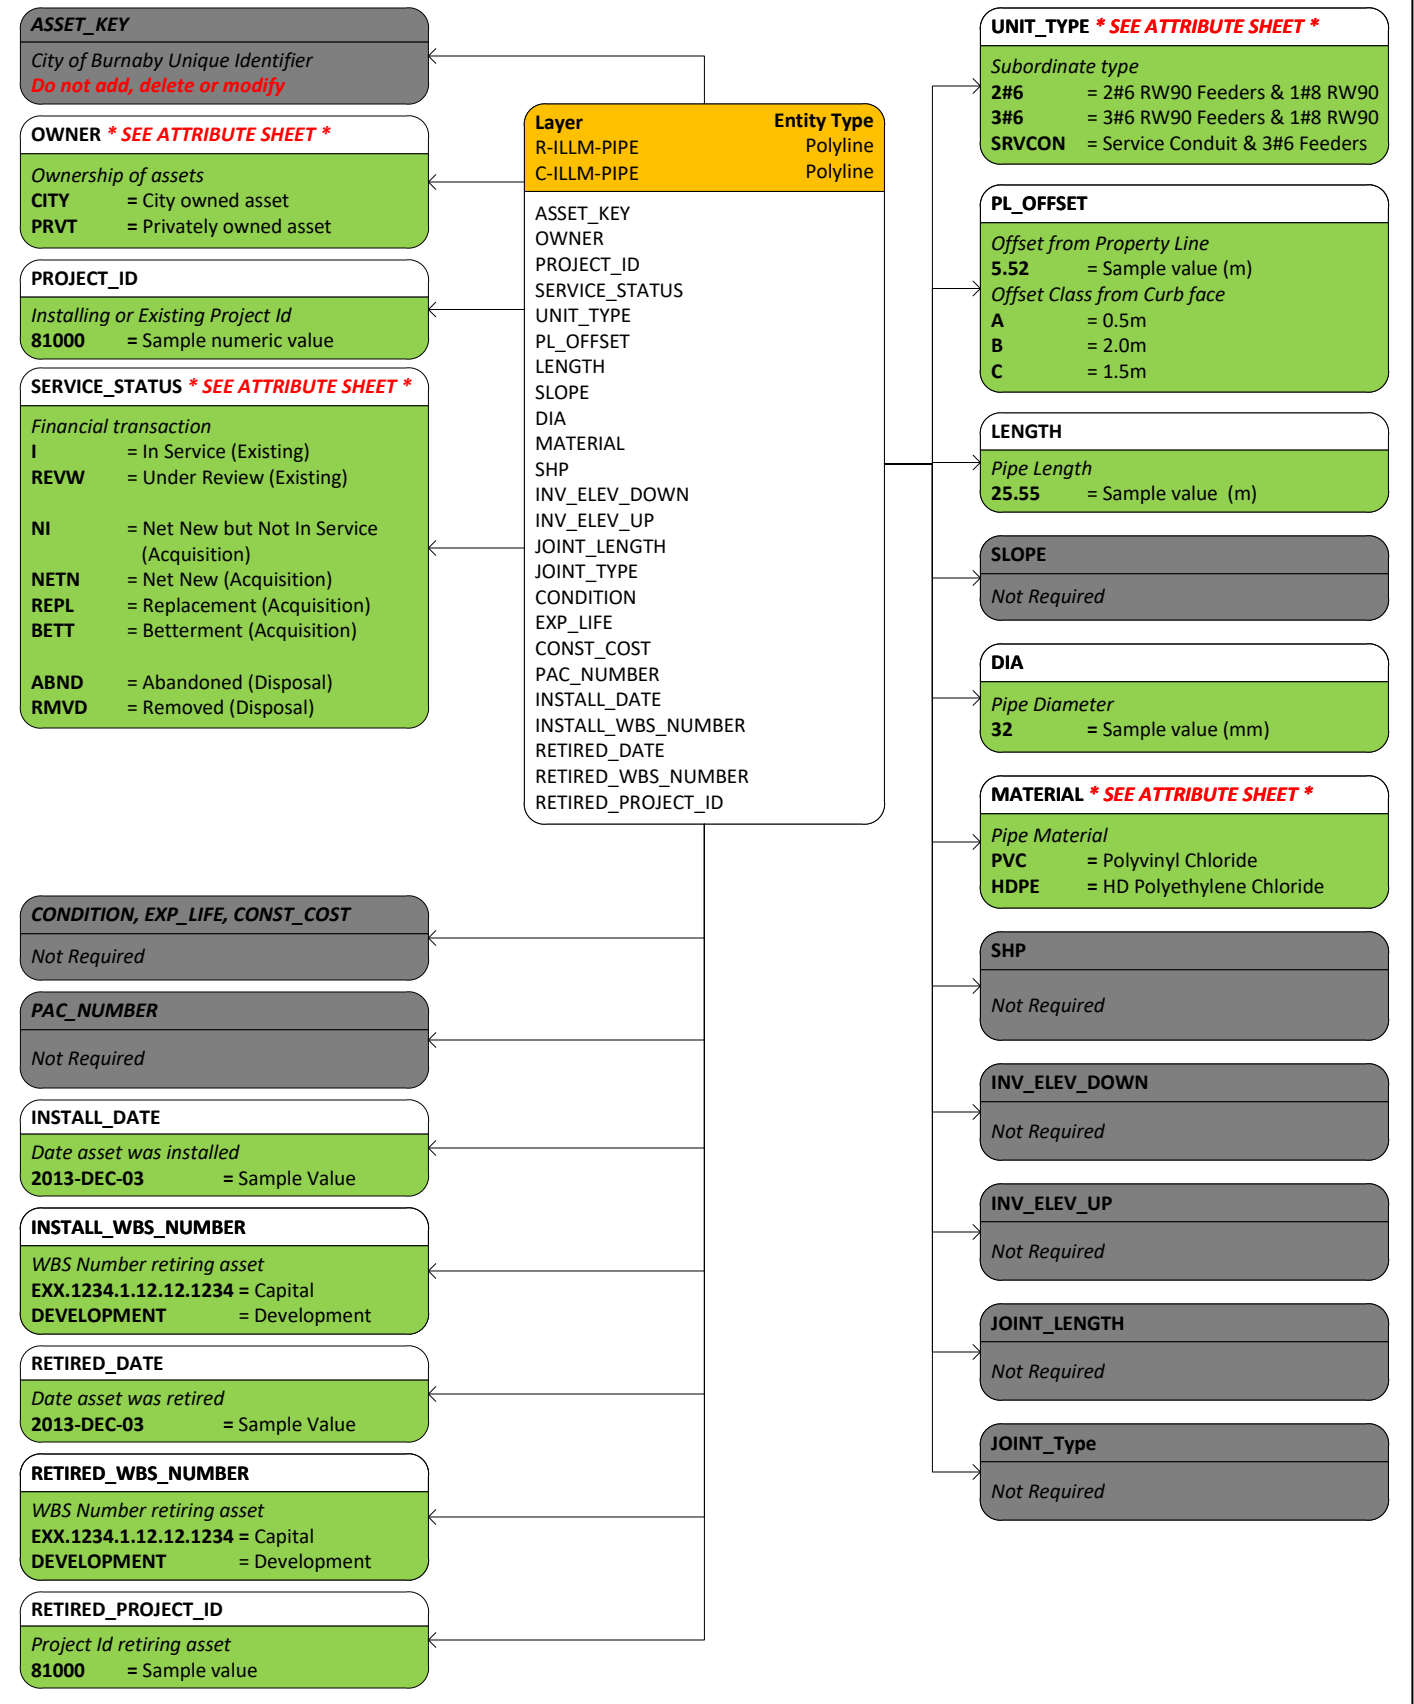 ASSET_KEY
City of Burnaby Unique Identifier
Do not add, delete or modify
OWNER * SEE ATTRIBUTE SHEET *
Ownership of assets
CITY = City owned asset
PRVT = Privately owned asset
PROJECT_ID
Installing or Existing Project Id
81000 = Sample numeric value
SERVICE_STATUS * SEE ATTRIBUTE SHEET *
Financial transaction
I = In Service (Existing)
REVW = Under Review (Existing)
NI = Net New but Not In Service
(Acquisition)
NETN = Net New (Acquisition)
REPL = Replacement (Acquisition)
BETT = Betterment (Acquisition)
ABND = Abandoned (Disposal)
RMVD = Removed (Disposal)
CONDITION, EXP_LIFE, CONST_COST
Not Required
PAC_NUMBER
Not Required
INSTALL_DATE
Date asset was installed
2013-DEC-03 = Sample Value
INSTALL_WBS_NUMBER
WBS Number retiring asset
EXX.1234.1.12.12.1234 = Capital
DEVELOPMENT = Development
RETIRED_DATE
Date asset was retired
2013-DEC-03 = Sample Value
RETIRED_WBS_NUMBER
WBS Number retiring asset
EXX.1234.1.12.12.1234 = Capital
DEVELOPMENT = Development
RETIRED_PROJECT_ID
Project Id retiring asset
81000 = Sample value
Layer Entity Type
R-ILLM-PIPE Polyline
C-ILLM-PIPE Polyline
ASSET_KEY
OWNER
PROJECT_ID
SERVICE_STATUS
UNIT_TYPE
PL_OFFSET
LENGTH
SLOPE
DIA
MATERIAL
SHP
INV_ELEV_DOWN
INV_ELEV_UP
JOINT_LENGTH
JOINT_TYPE
CONDITION
EXP_LIFE
CONST_COST
PAC_NUMBER
INSTALL_DATE
INSTALL_WBS_NUMBER
RETIRED_DATE
RETIRED_WBS_NUMBER
RETIRED_PROJECT_ID
UNIT_TYPE * SEE ATTRIBUTE SHEET *
Subordinate type
2#6 = 2#6 RW90 Feeders & 1#8 RW90
3#6 = 3#6 RW90 Feeders & 1#8 RW90
SRVCON = Service Conduit & 3#6 Feeders
PL_OFFSET
Offset from Property Line
5.52 = Sample value (m)
Offset Class from Curb face
A = 0.5m
B = 2.0m
C = 1.5m
LENGTH
Pipe Length
25.55 = Sample value (m)
SLOPE
Not Required
DIA
Pipe Diameter
32 = Sample value (mm)
MATERIAL * SEE ATTRIBUTE SHEET *
Pipe Material
PVC = Polyvinyl Chloride
HDPE = HD Polyethylene Chloride
SHP
Not Required
INV_ELEV_DOWN
Not Required
INV_ELEV_UP
Not Required
JOINT_LENGTH
Not Required
JOINT_Type
Not Required